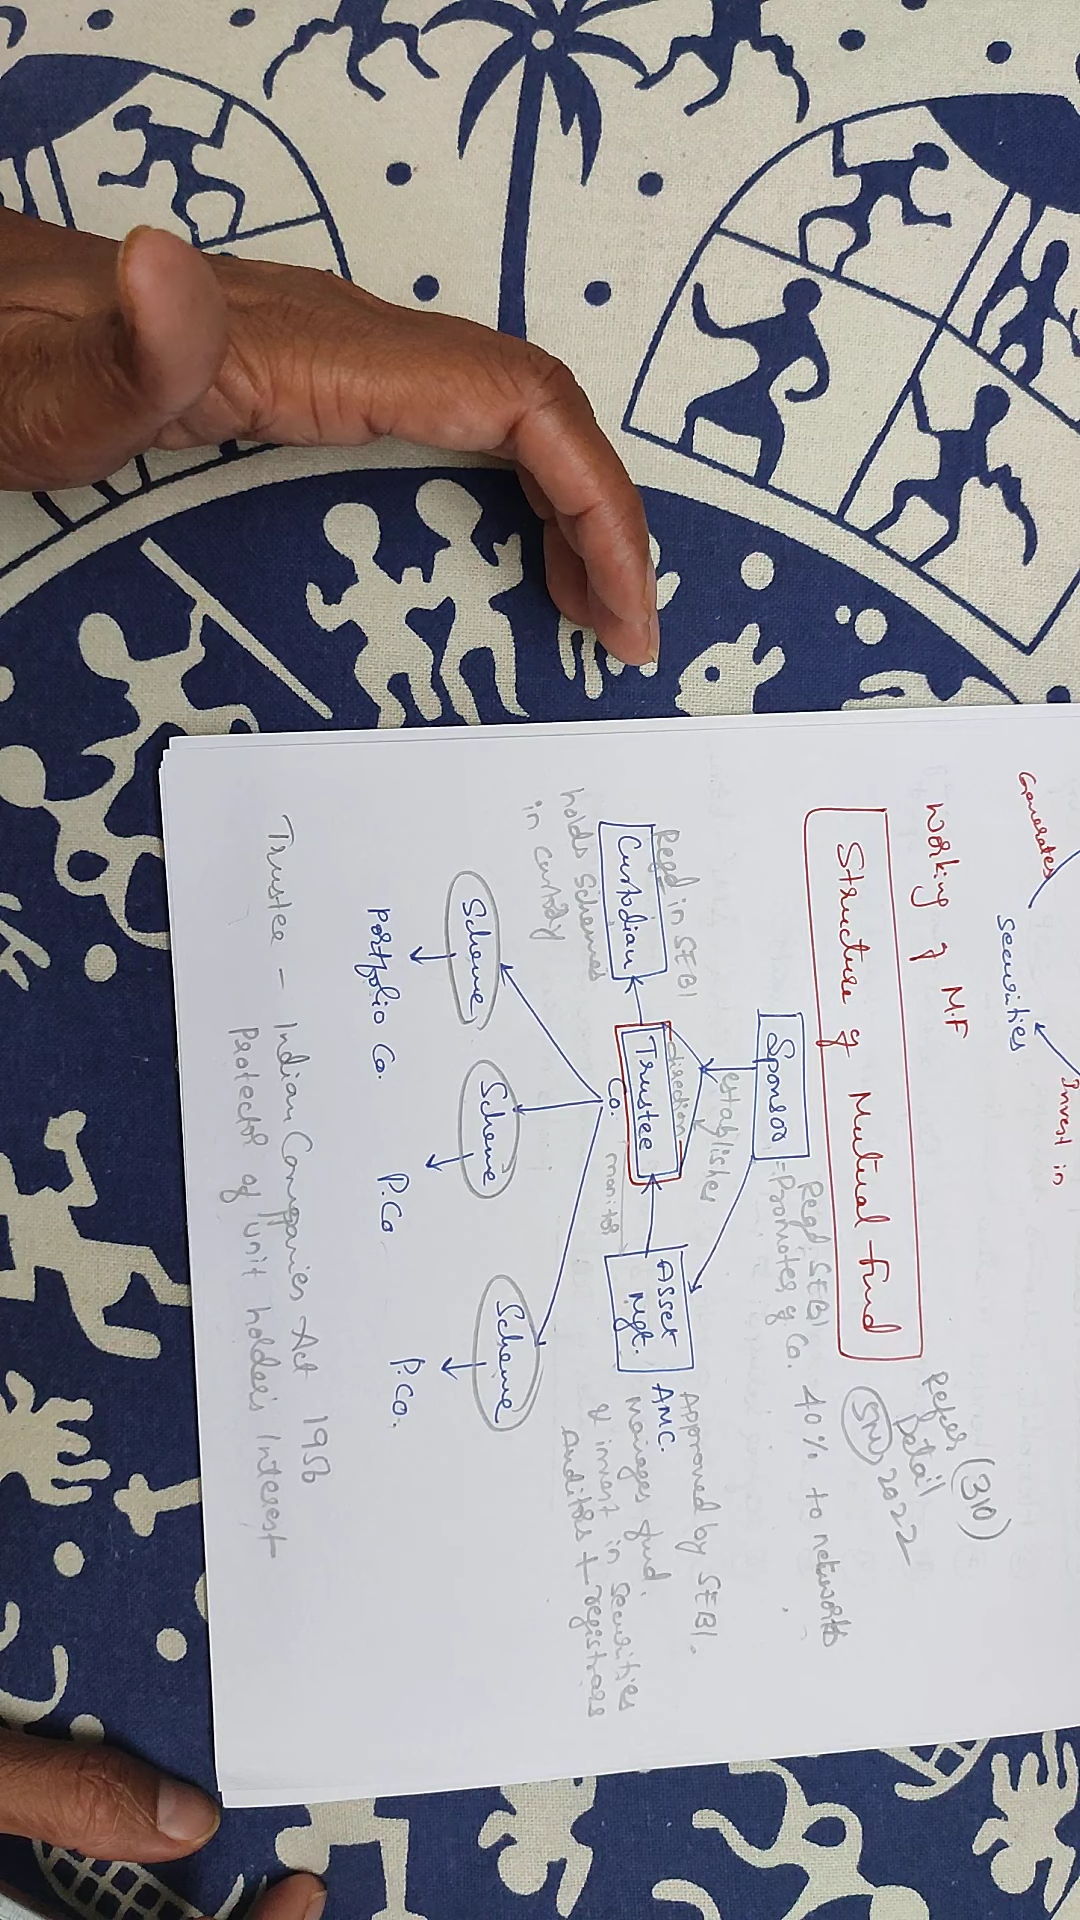 Generates
Securities
Invest in
Working of M.F
Structure of Mutual Fund
Refer (310)
Detail
SM 2022
Regd. SEBI
Sponsor = Promotes of Co. 40% to networth
establishes
Regd in SEBI
direction
Custodian
Trustee
Co.
monitor
Asset
Mgt.
AMC.
Approved by SEBI.
Manages fund.
& invest in securities
Auditors + registrars
holds schemes
in custody
Scheme
Scheme
Scheme
Portfolio Co.
P.Co
P.Co.
Trustee - Indian Companies Act 1956
Protector of unit holders interest